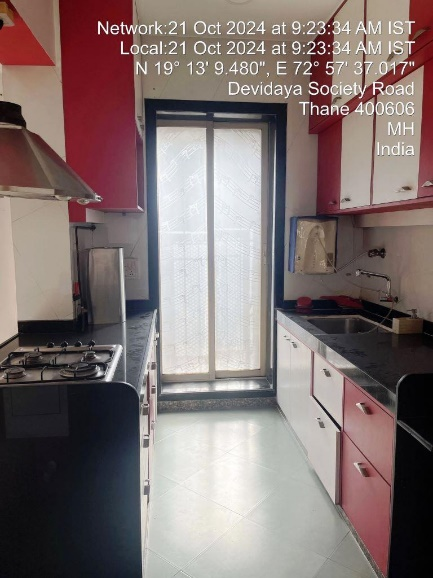 Network:21 Oct 2024 at 9:23:34 AM IST
Local:21 Oct 2024 at 9:23:34 AM IST
N 19° 13' 9.480", E 72° 57' 37.017"
Devidaya Society Road
Thane 400606
MH
India